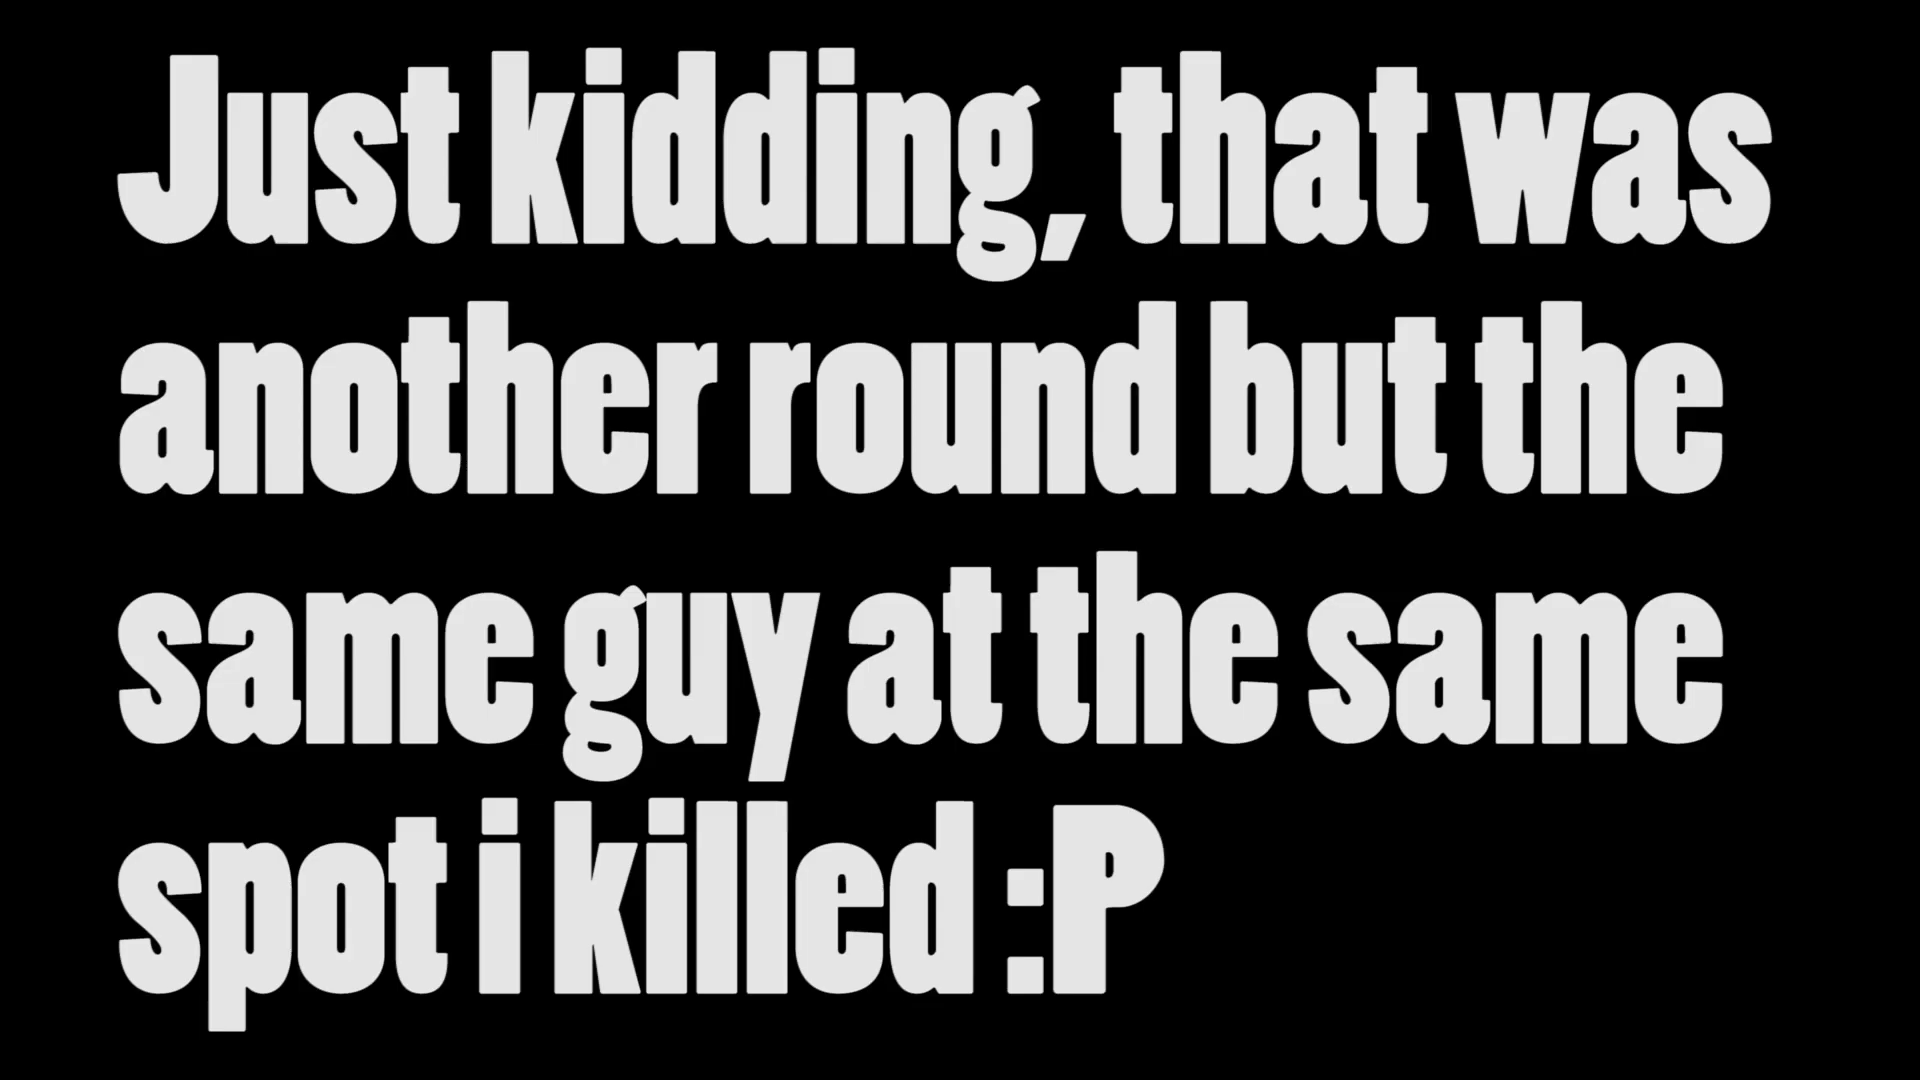 Just kidding, that was
another round but the
same guy at the same
spot i killed :P